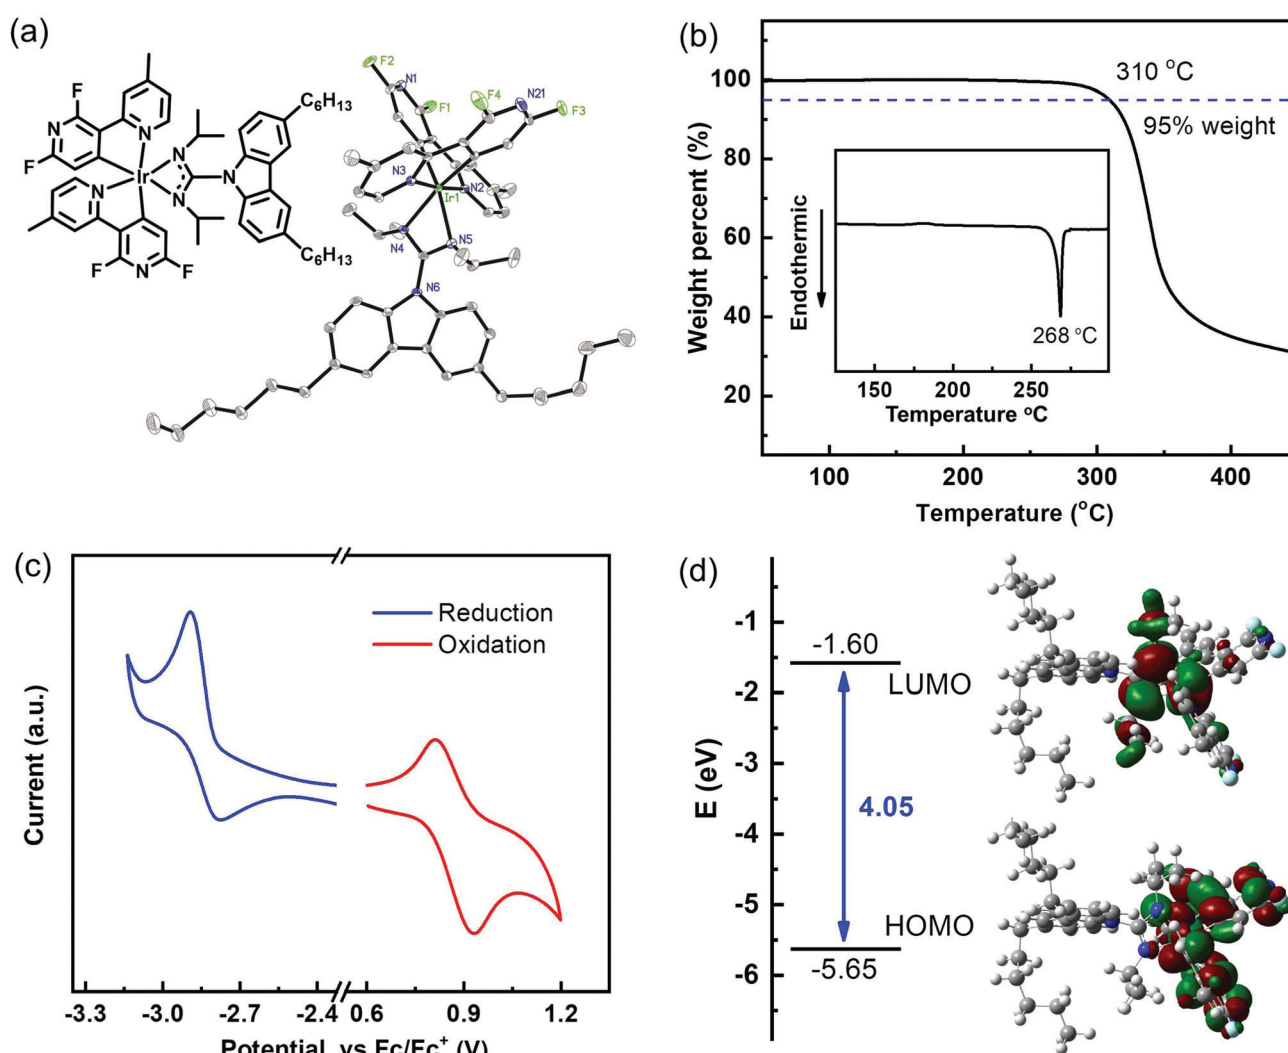 (a)
F
N
F
N
Ir
N
N
N
N
F
N
F
C6H13
C6H13
F2
N1
F1
F4
N21
F3
N3
N2
Ir1
N4
N5
N6
(b)
Weight percent (%)
100
80
60
40
20
310 °C
95% weight
Endothermic
268 °C
150
200
250
Temperature °C
100
200
300
400
Temperature (°C)
(c)
Current (a.u.)
Reduction
Oxidation
-3.3
-3.0
-2.7
-2.4
0.6
0.9
1.2
Potential vs Fc/Fc+ (V)
(d)
E (eV)
-1
-2
-3
-4
-5
-6
-1.60
LUMO
4.05
HOMO
-5.65